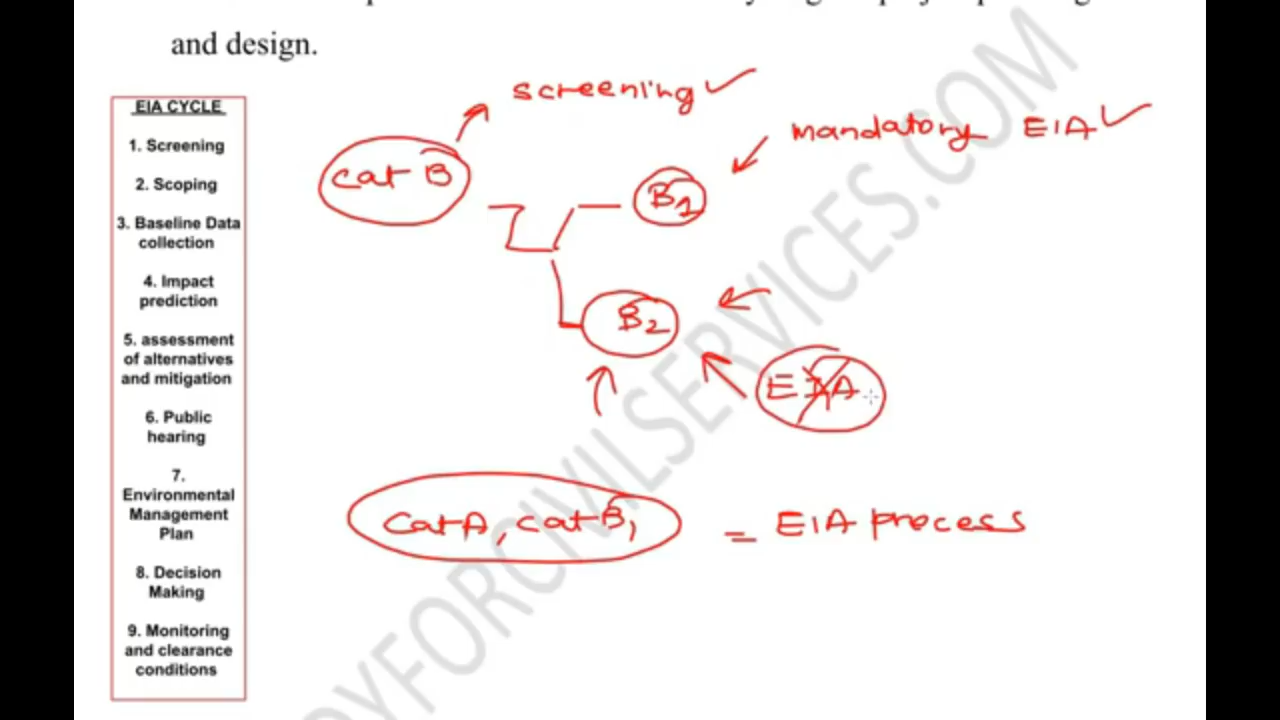 and design.
EIA CYCLE
1. Screening
2. Scoping
3. Baseline Data
collection
4. Impact
prediction
5. assessment
of alternatives
and mitigation
6. Public
hearing
7.
Environmental
Management
Plan
8. Decision
Making
9. Monitoring
and clearance
conditions
screening
mandatory EIA
cat B
B1
B2
EIA
cat A, cat B1
= EIA process
DYFORCIVILSERVICES.COM